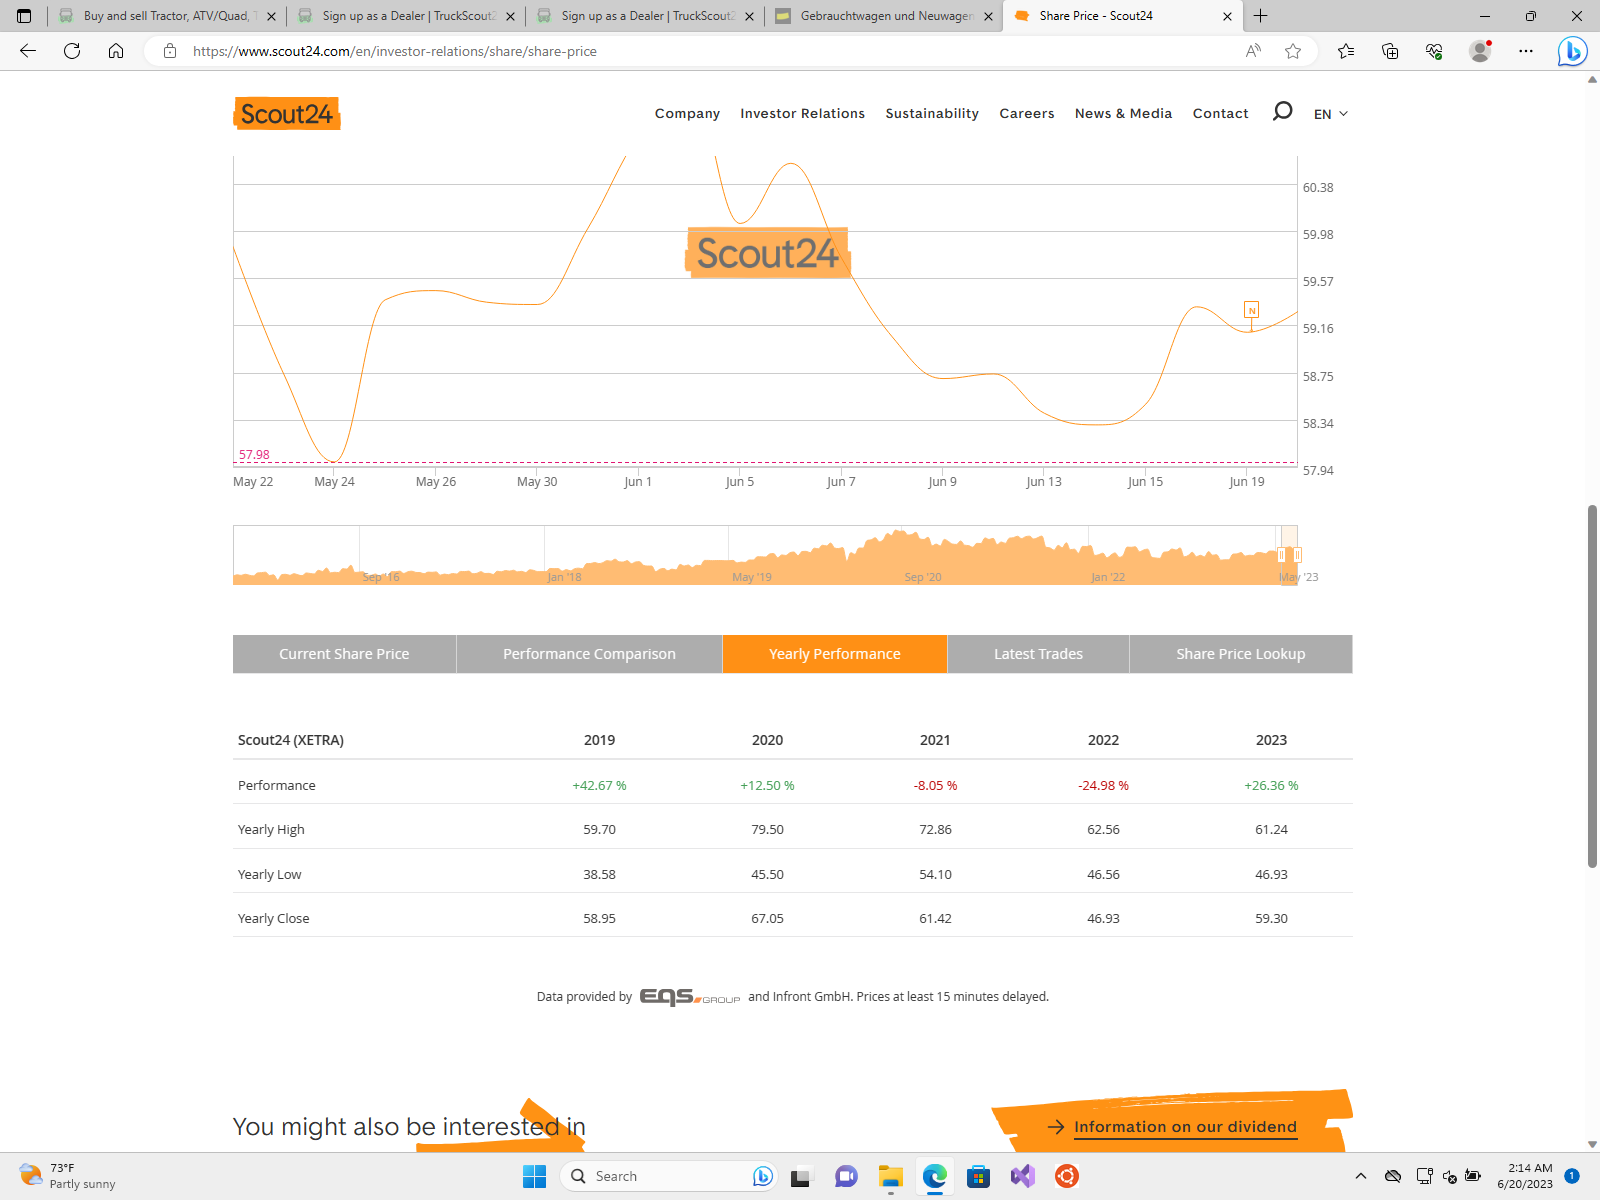 Buy and sell Tractor, ATV/Quad, T
Sign up as a Dealer | TruckScout2
Sign up as a Dealer | TruckScout2
Gebrauchtwagen und Neuwagen
Share Price - Scout24
https://www.scout24.com/en/investor-relations/share/share-price
Scout24
Company
Investor Relations
Sustainability
Careers
News & Media
Contact
EN
60.38
59.98
59.57
59.16
58.75
58.34
57.94
Scout24
N
57.98
May 22
May 24
May 26
May 30
Jun 1
Jun 5
Jun 7
Jun 9
Jun 13
Jun 15
Jun 19
Sep '16
Jan '18
May '19
Sep '20
Jan '22
May '23
Current Share Price
Performance Comparison
Yearly Performance
Latest Trades
Share Price Lookup
Scout24 (XETRA) 2019 2020 2021 2022 2023
Performance +42.67 % +12.50 % -8.05 % -24.98 % +26.36 %
Yearly High 59.70 79.50 72.86 62.56 61.24
Yearly Low 38.58 45.50 54.10 46.56 46.93
Yearly Close 58.95 67.05 61.42 46.93 59.30
Data provided by EQS GROUP and Infront GmbH. Prices at least 15 minutes delayed.
You might also be interested in
Information on our dividend
73°F
Partly sunny
Search
2:14 AM
6/20/2023
1